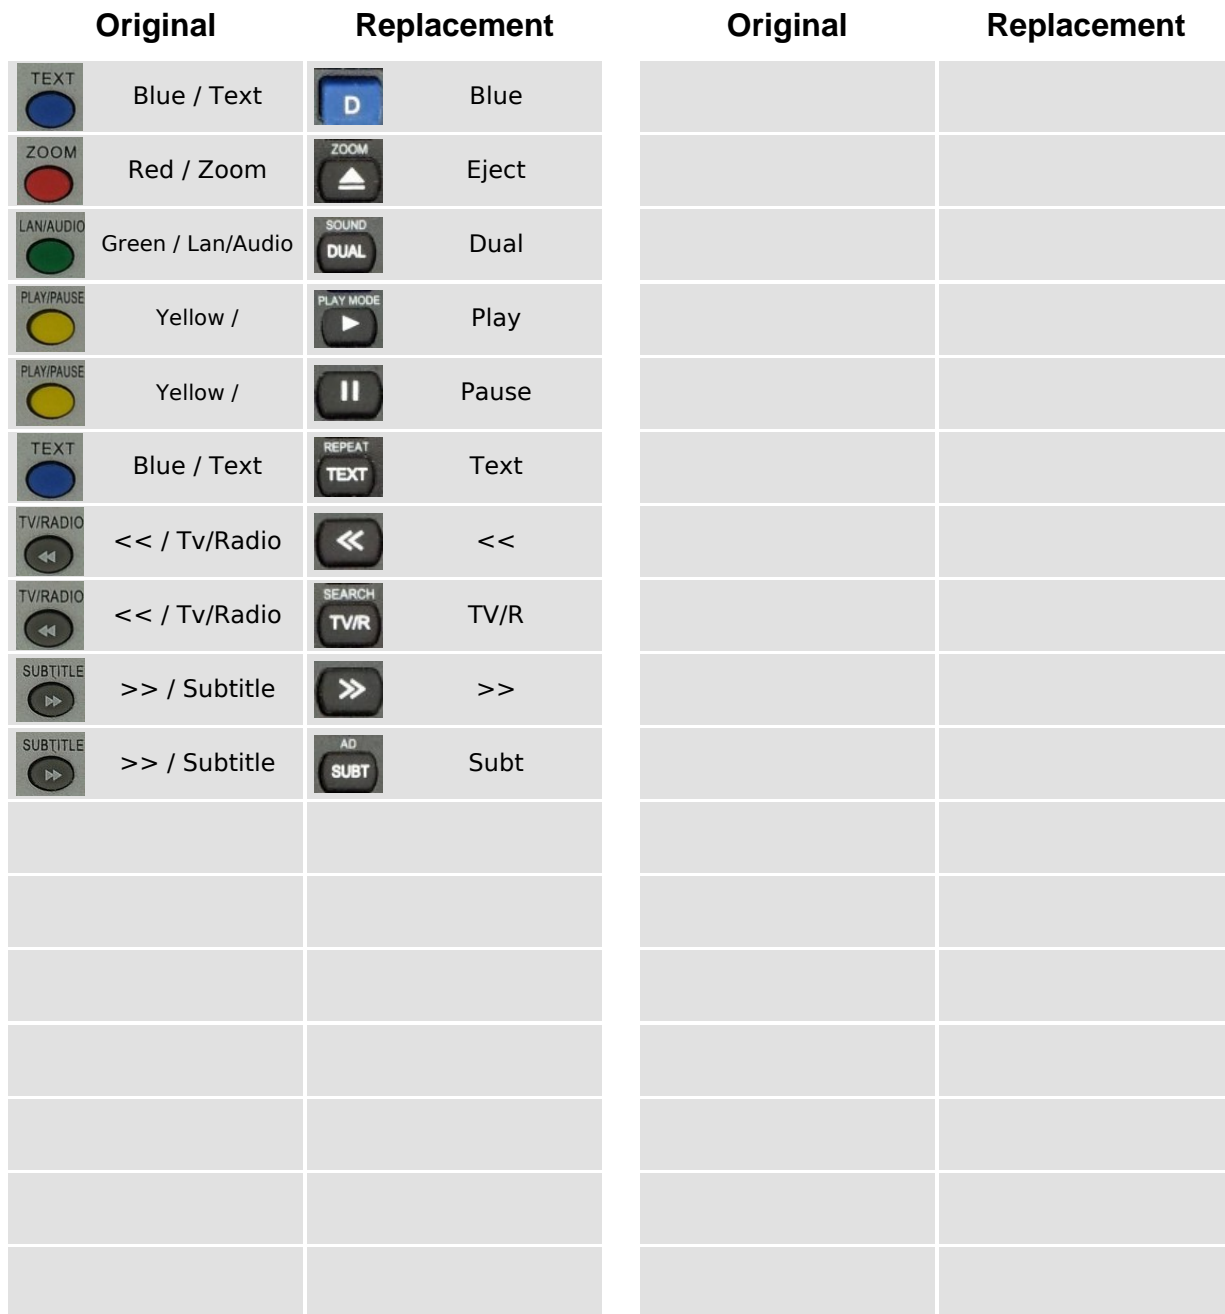 Original Replacement Original Replacement
TEXT
Blue / Text
D
Blue
ZOOM
Red / Zoom
ZOOM
Eject
LAN/AUDIO
Green / Lan/Audio
SOUND
DUAL
Dual
PLAY/PAUSE
Yellow /
PLAY MODE
Play
PLAY/PAUSE
Yellow /
Pause
TEXT
Blue / Text
REPEAT
TEXT
Text
TV/RADIO
<< / Tv/Radio
<<
TV/RADIO
<< / Tv/Radio
SEARCH
TV/R
TV/R
SUBTITLE
>> / Subtitle
>>
SUBTITLE
>> / Subtitle
AD
SUBT
Subt